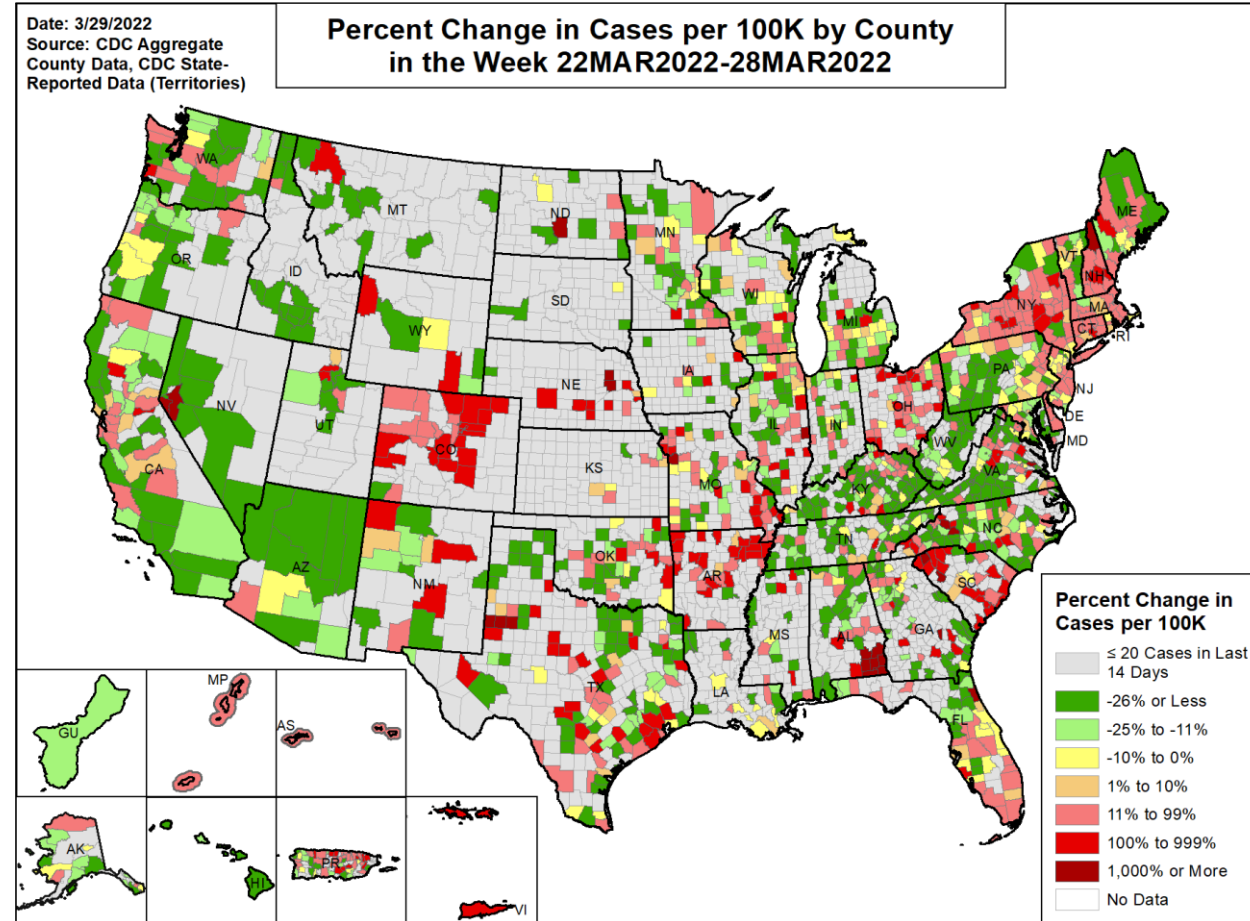 Date: 3/29/2022
Source: CDC Aggregate
County Data, CDC State-
Reported Data (Territories)
Percent Change in Cases per 100K by County
in the Week 22MAR2022-28MAR2022
WA
MT
ND
MN
ME
OR
ID
SD
WI
VT
NH
NY
MA
CT
RI
WY
MI
IA
NE
PA
NJ
NV
UT
CO
IL
IN
OH
DE
MD
WV
VA
CA
KS
MO
KY
AZ
NM
OK
AR
TN
NC
SC
MS
AL
GA
TX
LA
FL
GU
MP
AS
AK
HI
PR
VI
Percent Change in
Cases per 100K
≤ 20 Cases in Last
14 Days
-26% or Less
-25% to -11%
-10% to 0%
1% to 10%
11% to 99%
100% to 999%
1,000% or More
No Data